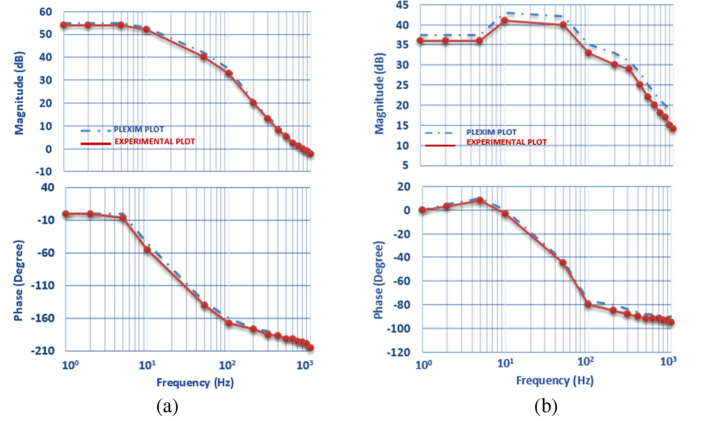 60
50
40
30
20
10
0
-10
Magnitude (dB)
PLEXIM PLOT
EXPERIMENTAL PLOT
40
-10
-60
-110
-160
-210
Phase (Degree)
10⁰ 10¹ 10² 10³
Frequency (Hz)
(a)
45
40
35
30
25
20
15
10
5
Magnitude (dB)
PLEXIM PLOT
EXPERIMENTAL PLOT
20
0
-20
-40
-60
-80
-100
-120
Phase (Degree)
10⁰ 10¹ 10² 10³
Frequency (Hz)
(b)